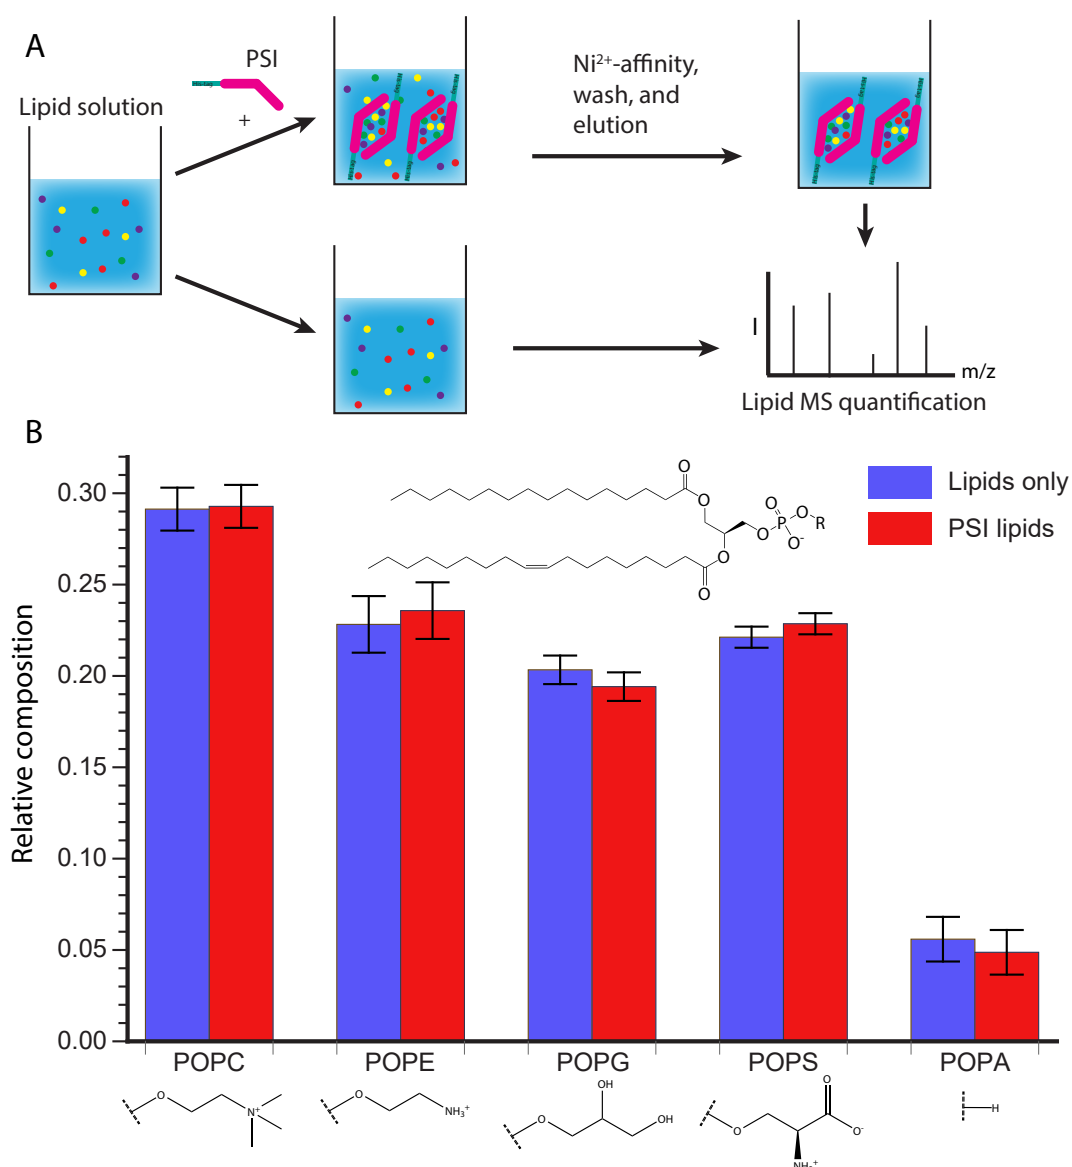 A
PSI
Lipid solution
+
Ni²⁺-affinity,
wash, and
elution
I
m/z
Lipid MS quantification
B
Lipids only
PSI lipids
O
O
O
O
O
P
O
R
O⁻
O
Relative composition
0.30
0.25
0.20
0.15
0.10
0.05
0.00
POPC
POPE
POPG
POPS
POPA
O
N⁺
O
NH₃⁺
OH
O
OH
O
O
O⁻
NH₃⁺
H